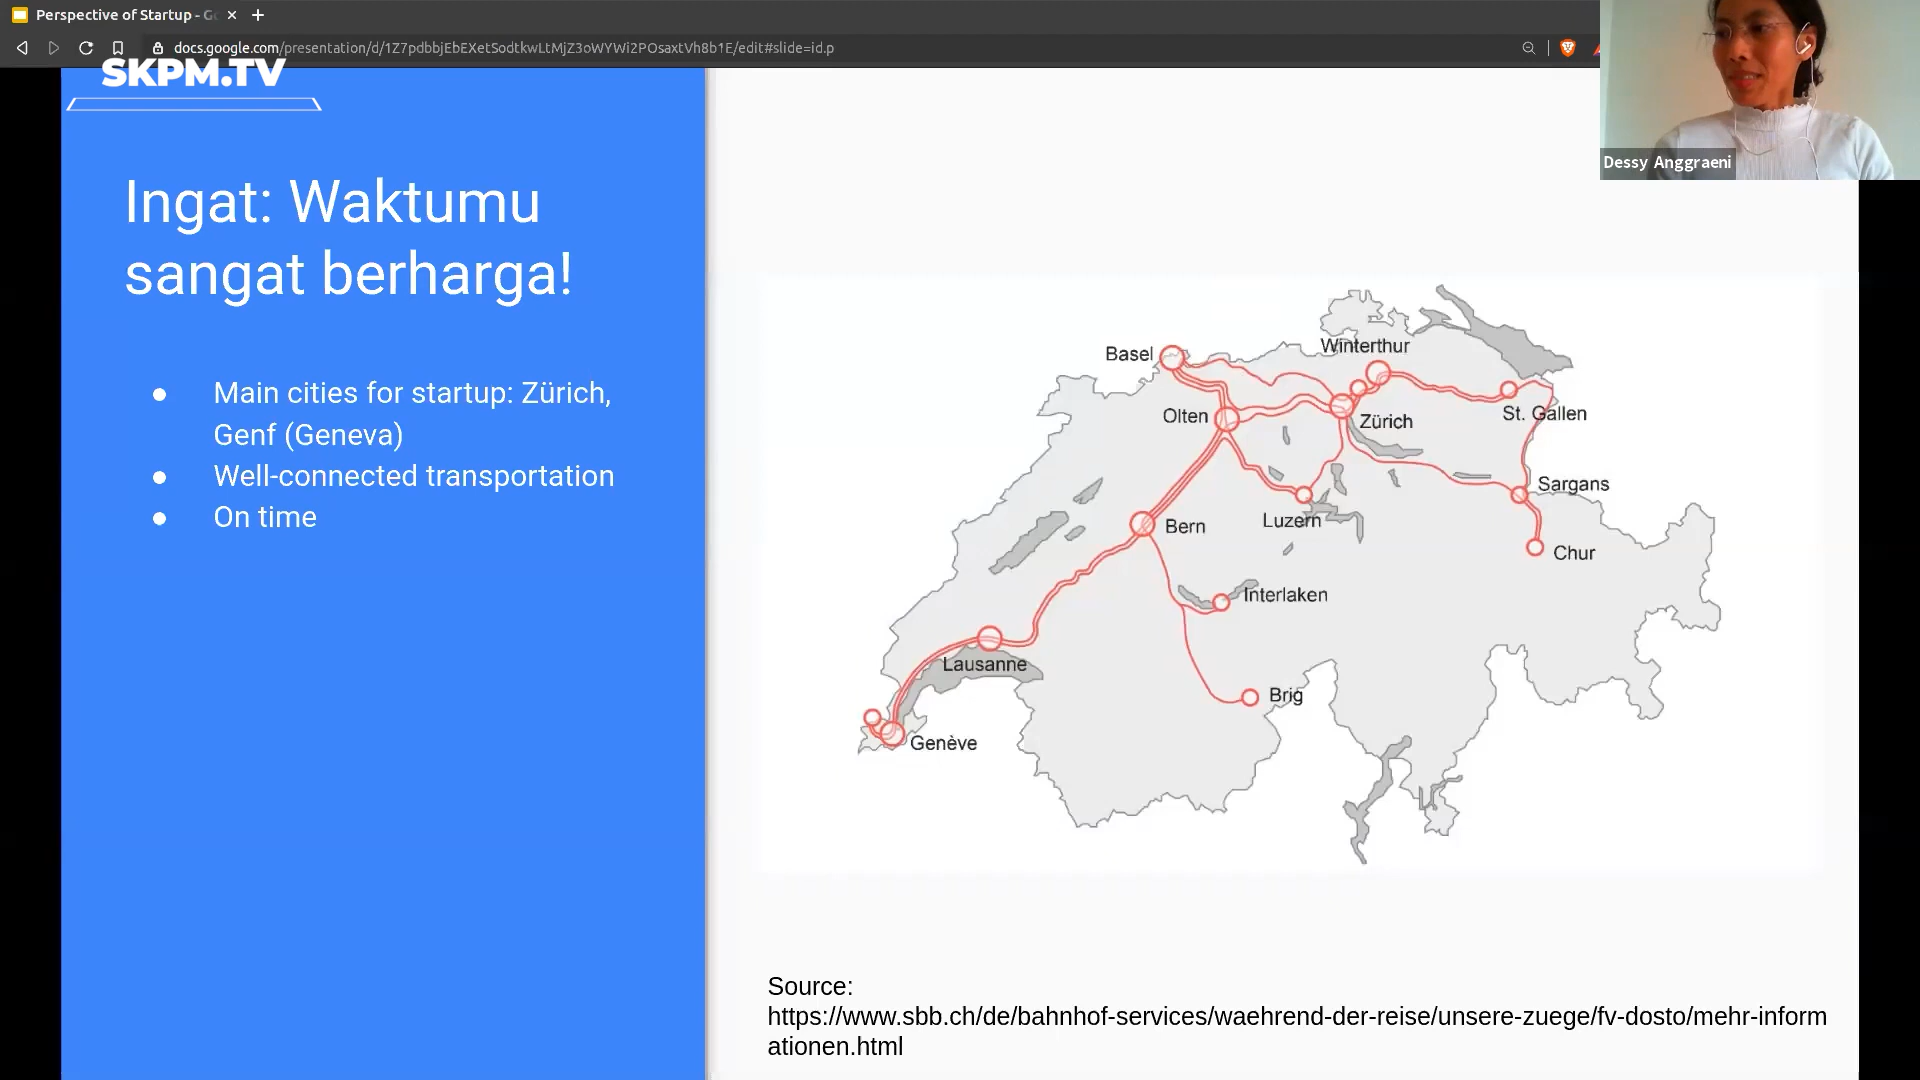 Perspective of Startup - G
docs.google.com/presentation/d/1Z7pdbbjEbEXetSodtkwLtMjZ3oWYWi2POsaxtVh8b1E/edit#slide=id.p
SKPM.TV
Dessy Anggraeni
Ingat: Waktumu
sangat berharga!
● Main cities for startup: Zürich,
Genf (Geneva)
● Well-connected transportation
● On time
Basel
Winterthur
Olten
Zürich
St. Gallen
Sargans
Luzern
Bern
Chur
Interlaken
Lausanne
Brig
Genève
Source:
https://www.sbb.ch/de/bahnhof-services/waehrend-der-reise/unsere-zuege/fv-dosto/mehr-inform
ationen.html